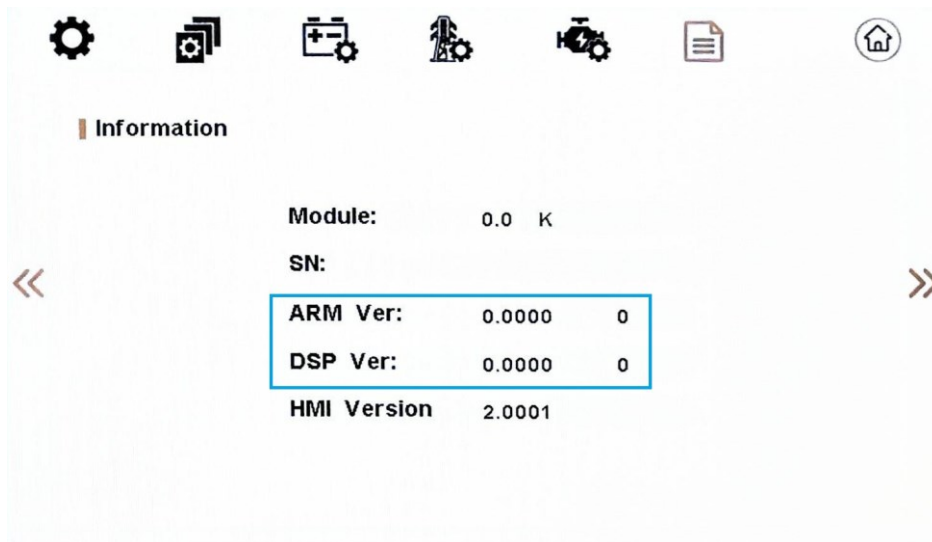 Information
Module: 0.0 K
SN:
ARM Ver: 0.0000 0
DSP Ver: 0.0000 0
HMI Version 2.0001